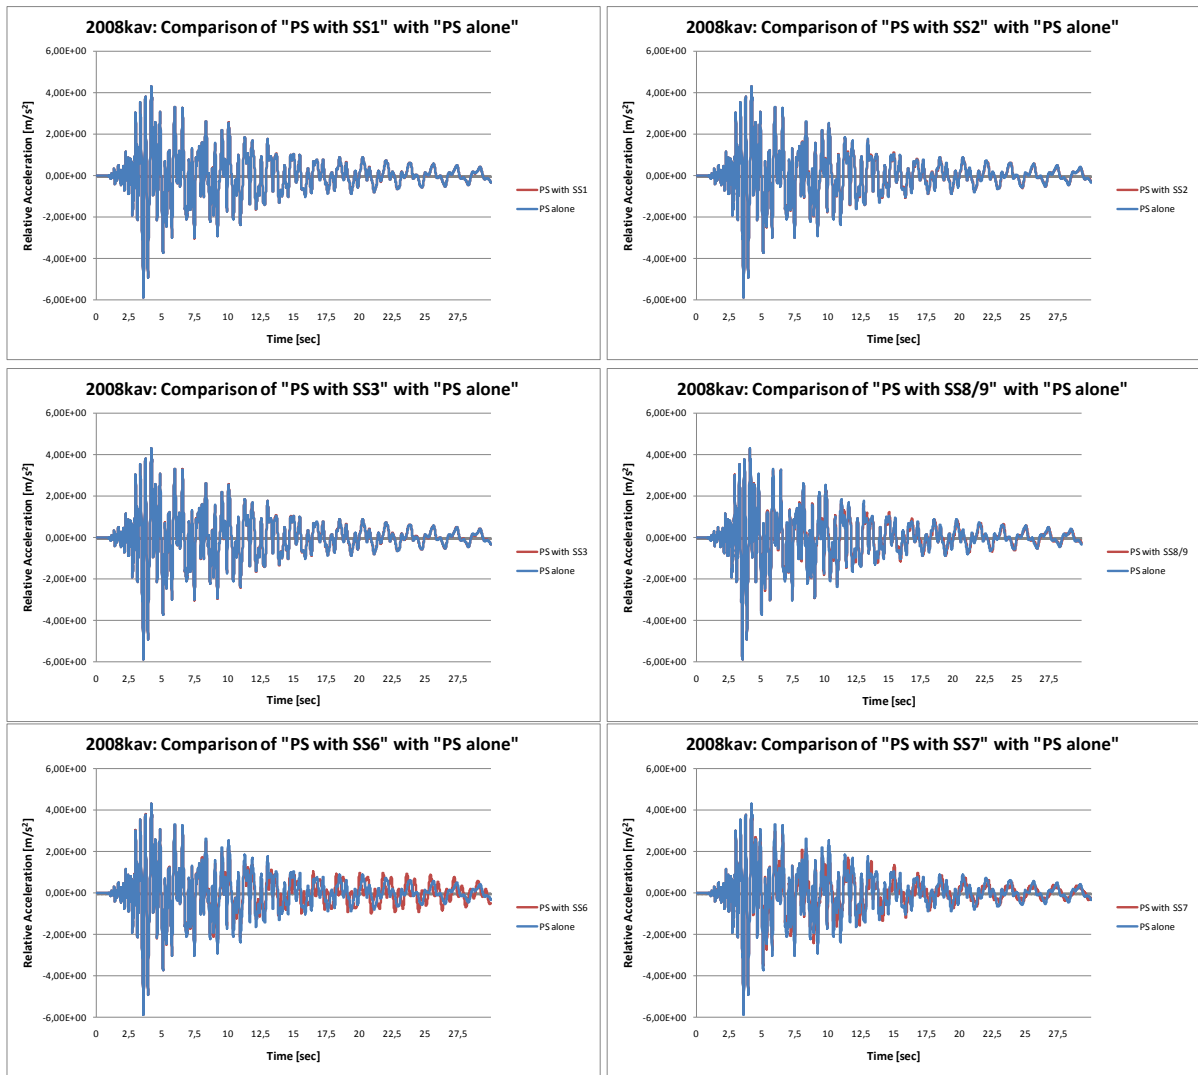 2008kav: Comparison of "PS with SS1" with "PS alone"
6,00E+00
4,00E+00
2,00E+00
0,00E+00
-2,00E+00
-4,00E+00
-6,00E+00
Relative Acceleration [m/s²]
0 2,5 5 7,5 10 12,5 15 17,5 20 22,5 25 27,5
Time [sec]
PS with SS1
PS alone
2008kav: Comparison of "PS with SS2" with "PS alone"
6,00E+00
4,00E+00
2,00E+00
0,00E+00
-2,00E+00
-4,00E+00
-6,00E+00
Relative Acceleration [m/s²]
0 2,5 5 7,5 10 12,5 15 17,5 20 22,5 25 27,5
Time [sec]
PS with SS2
PS alone
2008kav: Comparison of "PS with SS3" with "PS alone"
6,00E+00
4,00E+00
2,00E+00
0,00E+00
-2,00E+00
-4,00E+00
-6,00E+00
Relative Acceleration [m/s²]
0 2,5 5 7,5 10 12,5 15 17,5 20 22,5 25 27,5
Time [sec]
PS with SS3
PS alone
2008kav: Comparison of "PS with SS8/9" with "PS alone"
6,00E+00
4,00E+00
2,00E+00
0,00E+00
-2,00E+00
-4,00E+00
-6,00E+00
Relative Acceleration [m/s²]
0 2,5 5 7,5 10 12,5 15 17,5 20 22,5 25 27,5
Time [sec]
PS with SS8/9
PS alone
2008kav: Comparison of "PS with SS6" with "PS alone"
6,00E+00
4,00E+00
2,00E+00
0,00E+00
-2,00E+00
-4,00E+00
-6,00E+00
Relative Acceleration [m/s²]
0 2,5 5 7,5 10 12,5 15 17,5 20 22,5 25 27,5
Time [sec]
PS with SS6
PS alone
2008kav: Comparison of "PS with SS7" with "PS alone"
6,00E+00
4,00E+00
2,00E+00
0,00E+00
-2,00E+00
-4,00E+00
-6,00E+00
Relative Acceleration [m/s²]
0 2,5 5 7,5 10 12,5 15 17,5 20 22,5 25 27,5
Time [sec]
PS with SS7
PS alone